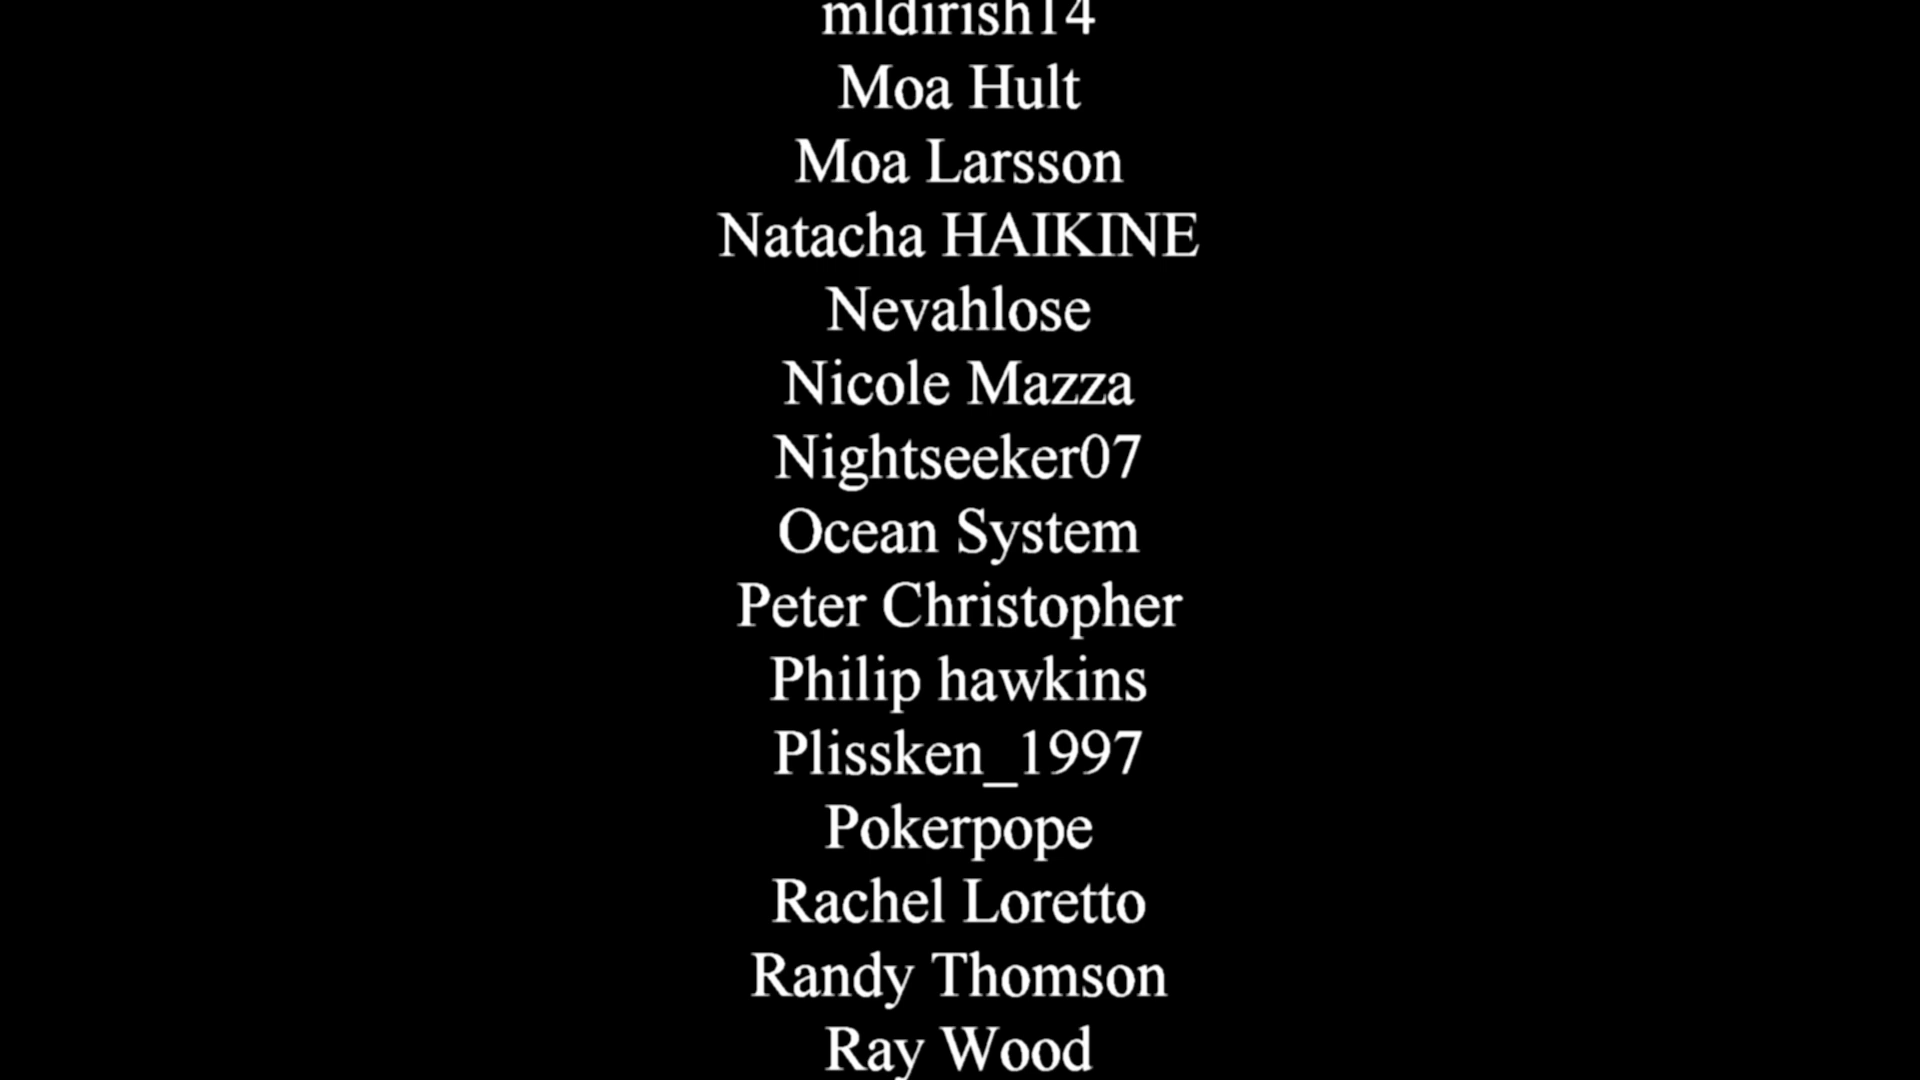 mldirish14
Moa Hult
Moa Larsson
Natacha HAIKINE
Nevahlose
Nicole Mazza
Nightseeker07
Ocean System
Peter Christopher
Philip hawkins
Plissken_1997
Pokerpope
Rachel Loretto
Randy Thomson
Ray Wood